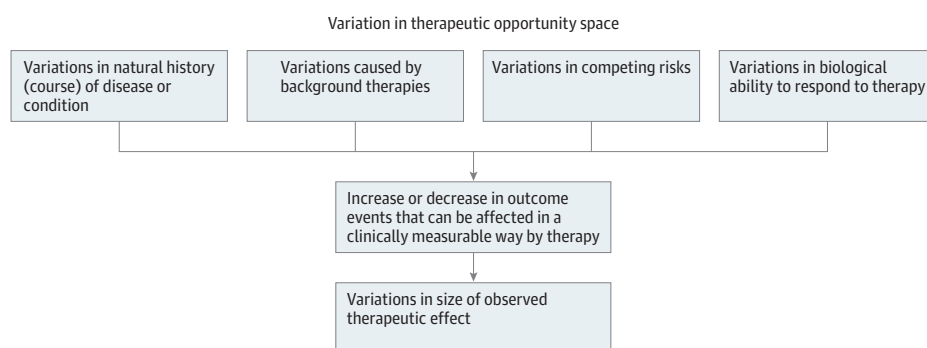 Variation in therapeutic opportunity space
Variations in natural history
(course) of disease or
condition
Variations caused by
background therapies
Variations in competing risks
Variations in biological
ability to respond to therapy
Increase or decrease in outcome
events that can be affected in a
clinically measurable way by therapy
Variations in size of observed
therapeutic effect